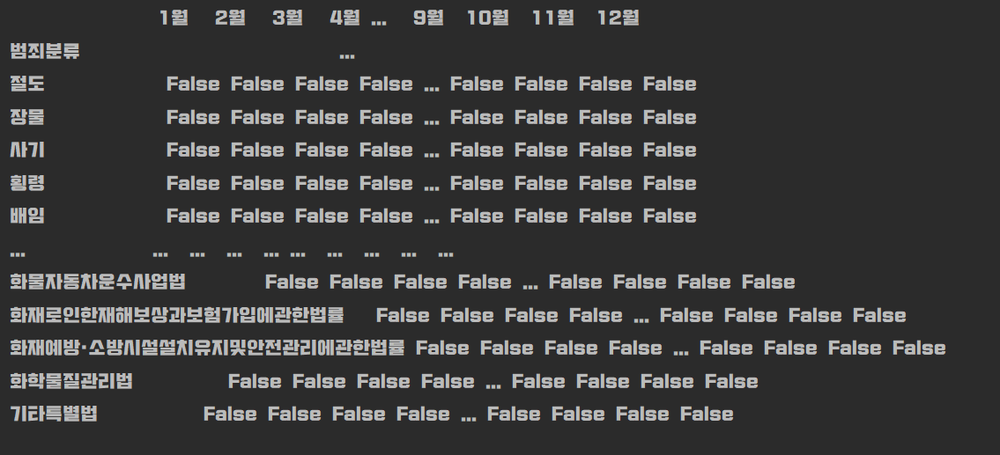 1월 2월 3월 4월 ... 9월 10월 11월 12월
범죄분류 ...
절도 False False False False ... False False False False
장물 False False False False ... False False False False
사기 False False False False ... False False False False
횡령 False False False False ... False False False False
배임 False False False False ... False False False False
... ... ... ... ... ... ... ... ... ...
화물자동차운수사업법 False False False False ... False False False False
화재로인한재해보상과보험가입에관한법률 False False False False ... False False False False
화재예방·소방시설설치유지및안전관리에관한법률 False False False False ... False False False False
화학물질관리법 False False False False ... False False False False
기타특별법 False False False False ... False False False False